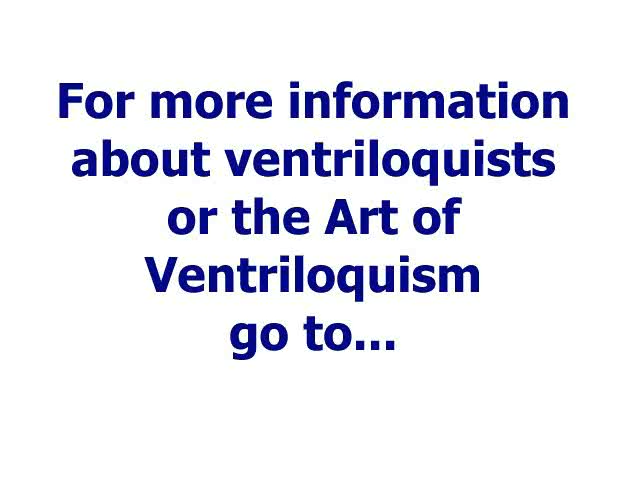 For more information
about ventriloquists
or the Art of
Ventriloquism
go to...